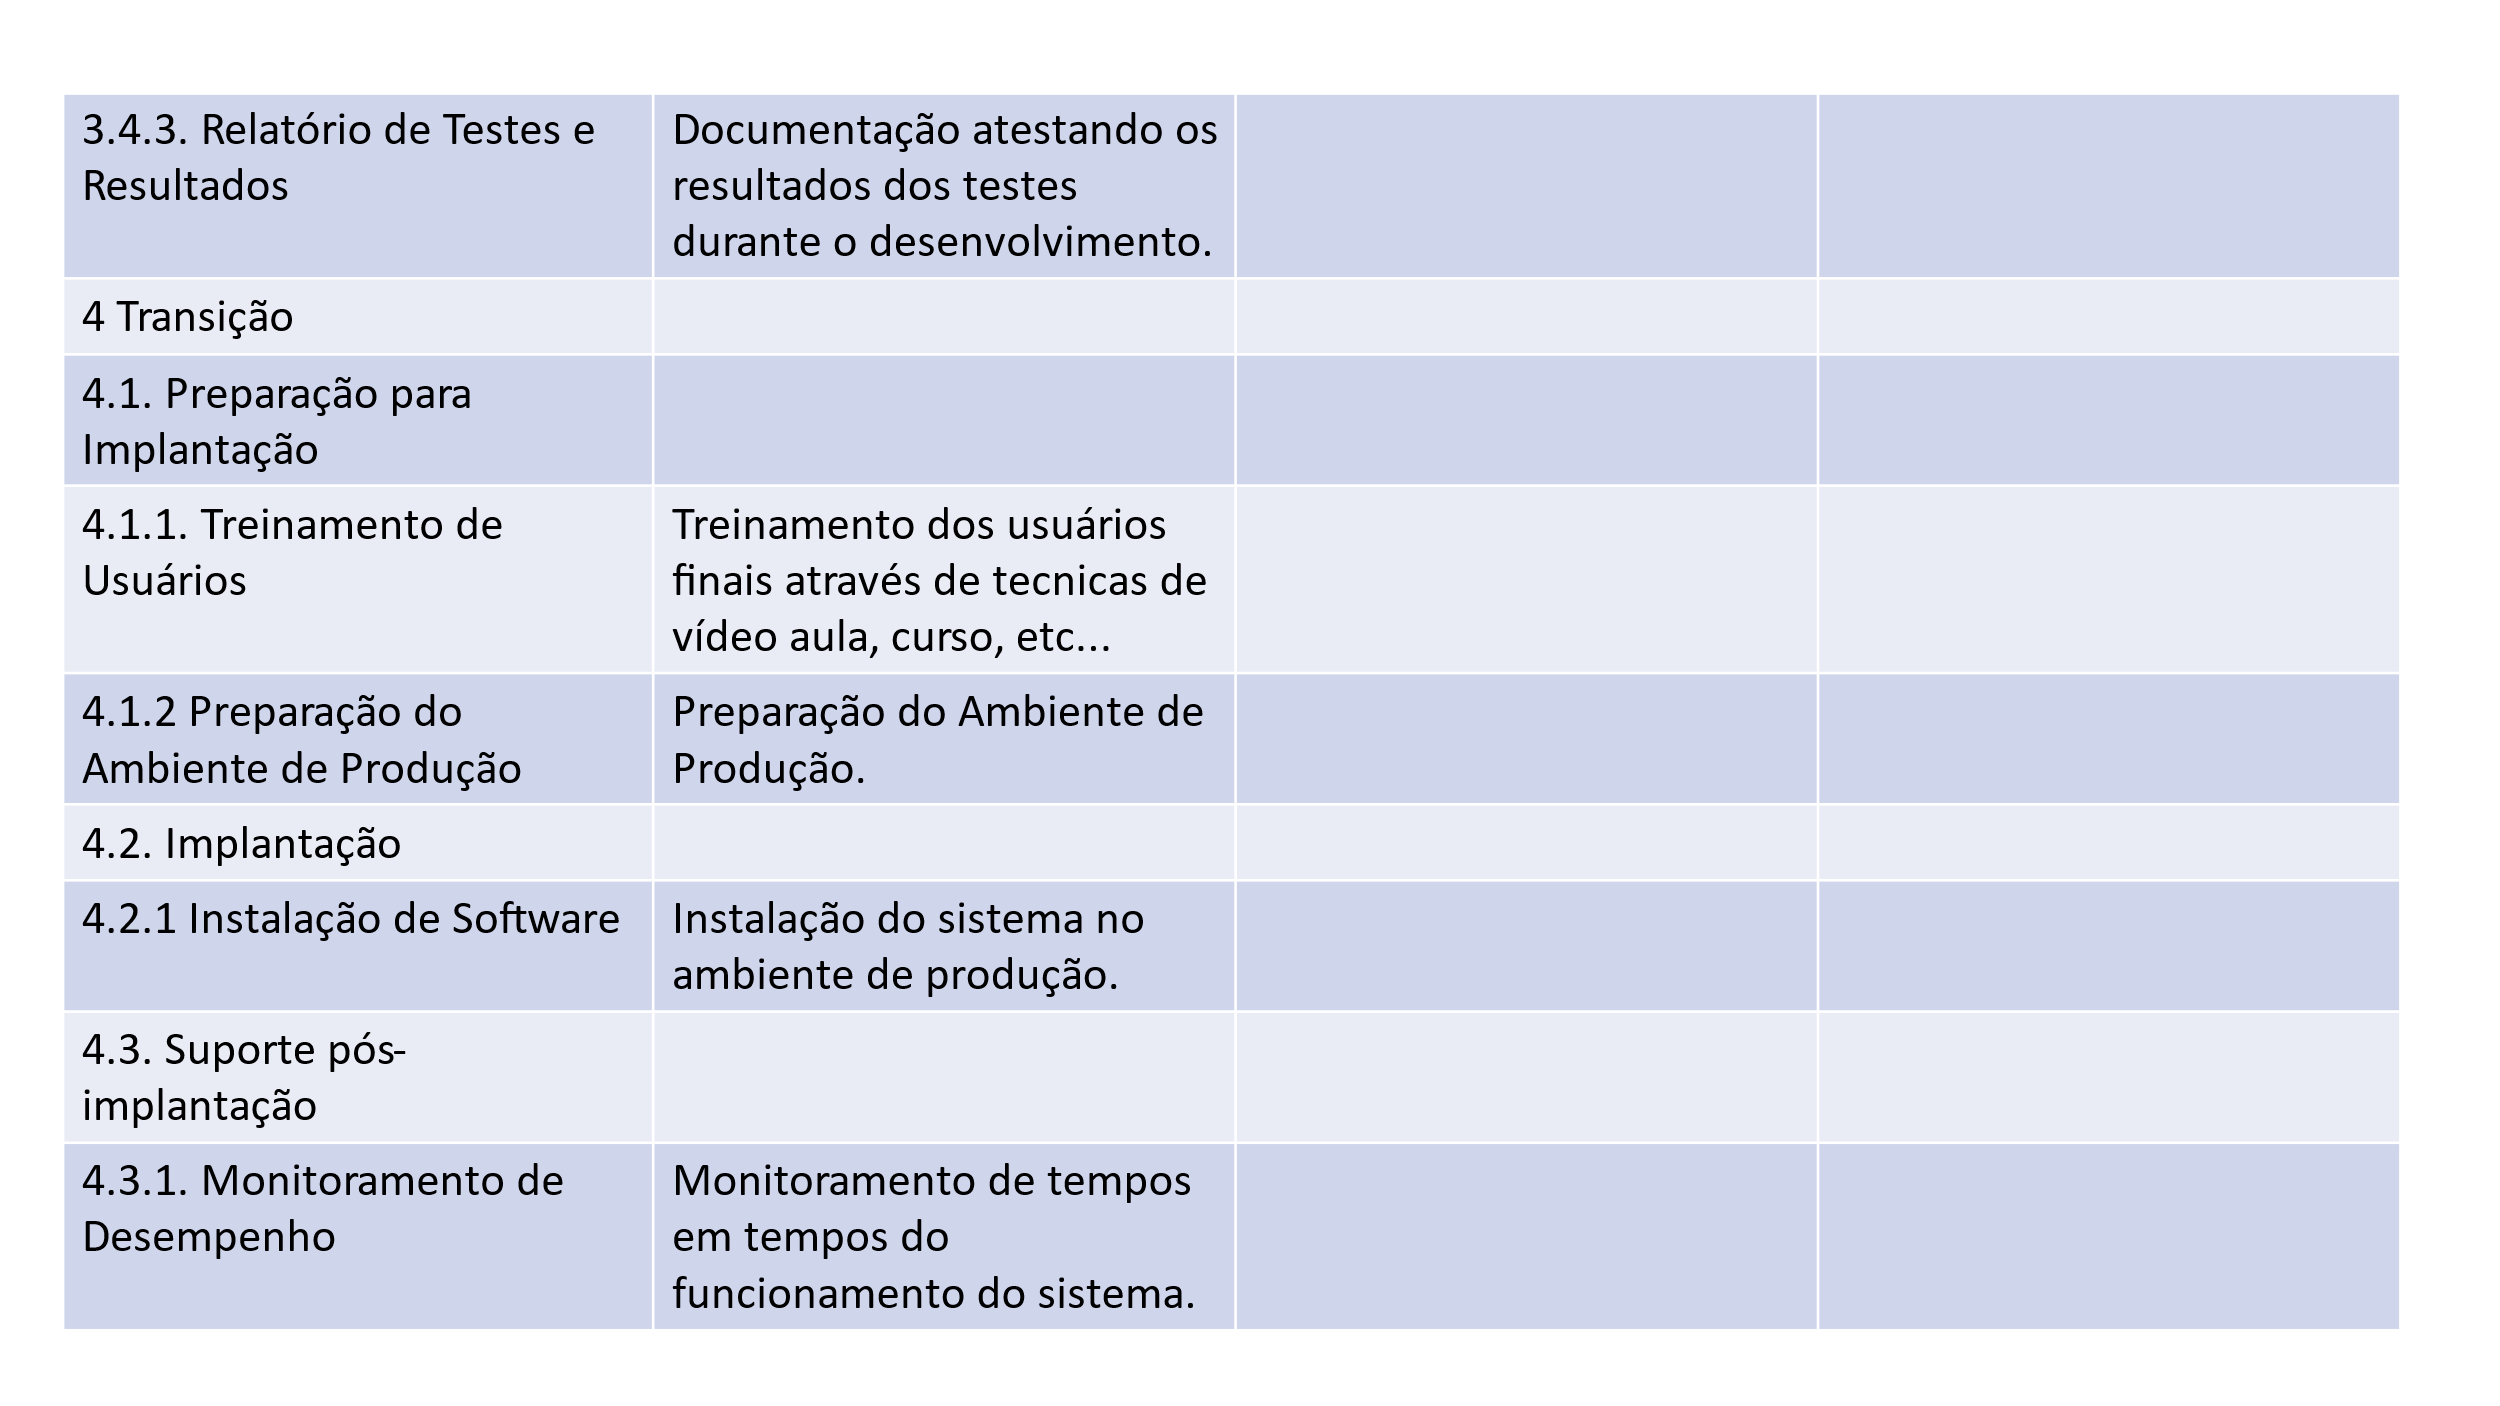 3.4.3. Relatório de Testes e
Resultados
Documentação atestando os
resultados dos testes
durante o desenvolvimento.
4 Transição
4.1. Preparação para
Implantação
4.1.1. Treinamento de
Usuários
Treinamento dos usuários
finais através de tecnicas de
vídeo aula, curso, etc...
4.1.2 Preparação do
Ambiente de Produção
Preparação do Ambiente de
Produção.
4.2. Implantação
4.2.1 Instalação de Software
Instalação do sistema no
ambiente de produção.
4.3. Suporte pós-
implantação
4.3.1. Monitoramento de
Desempenho
Monitoramento de tempos
em tempos do
funcionamento do sistema.